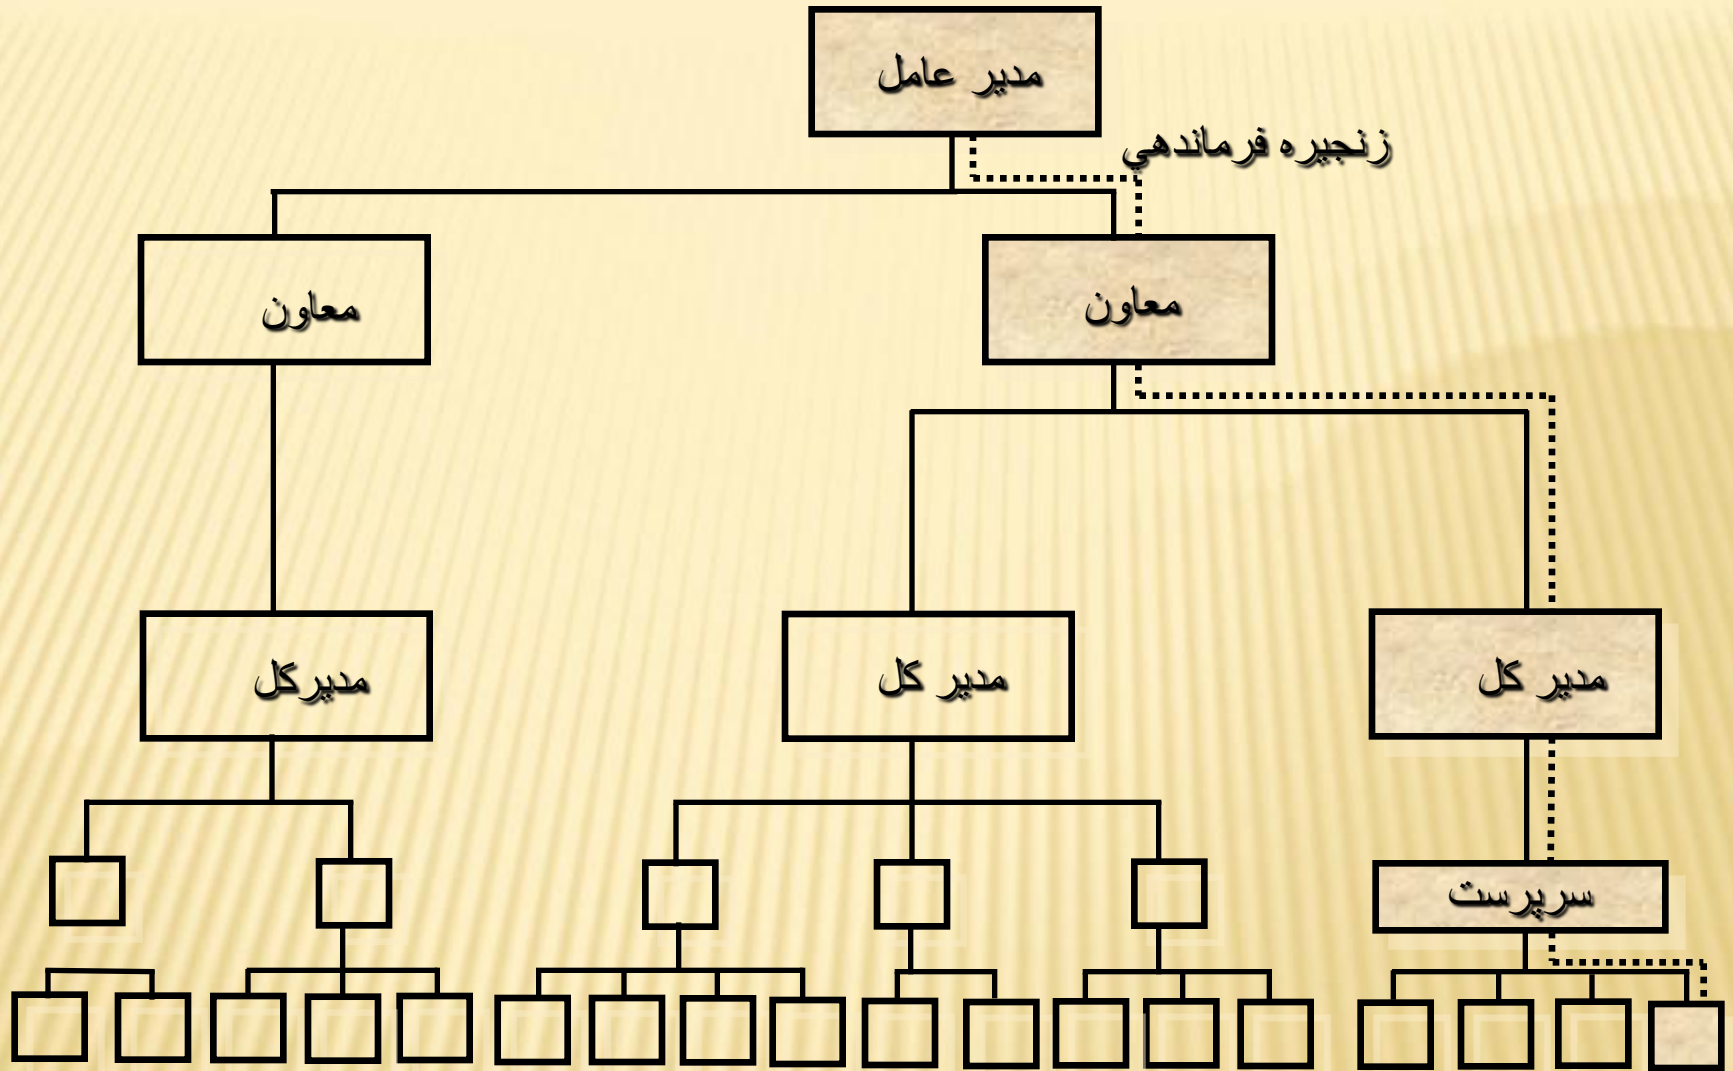 مدير عامل
زنجيره فرماندهي
معاون
معاون
مدير كل
مدير كل
مديركل
سرپرست